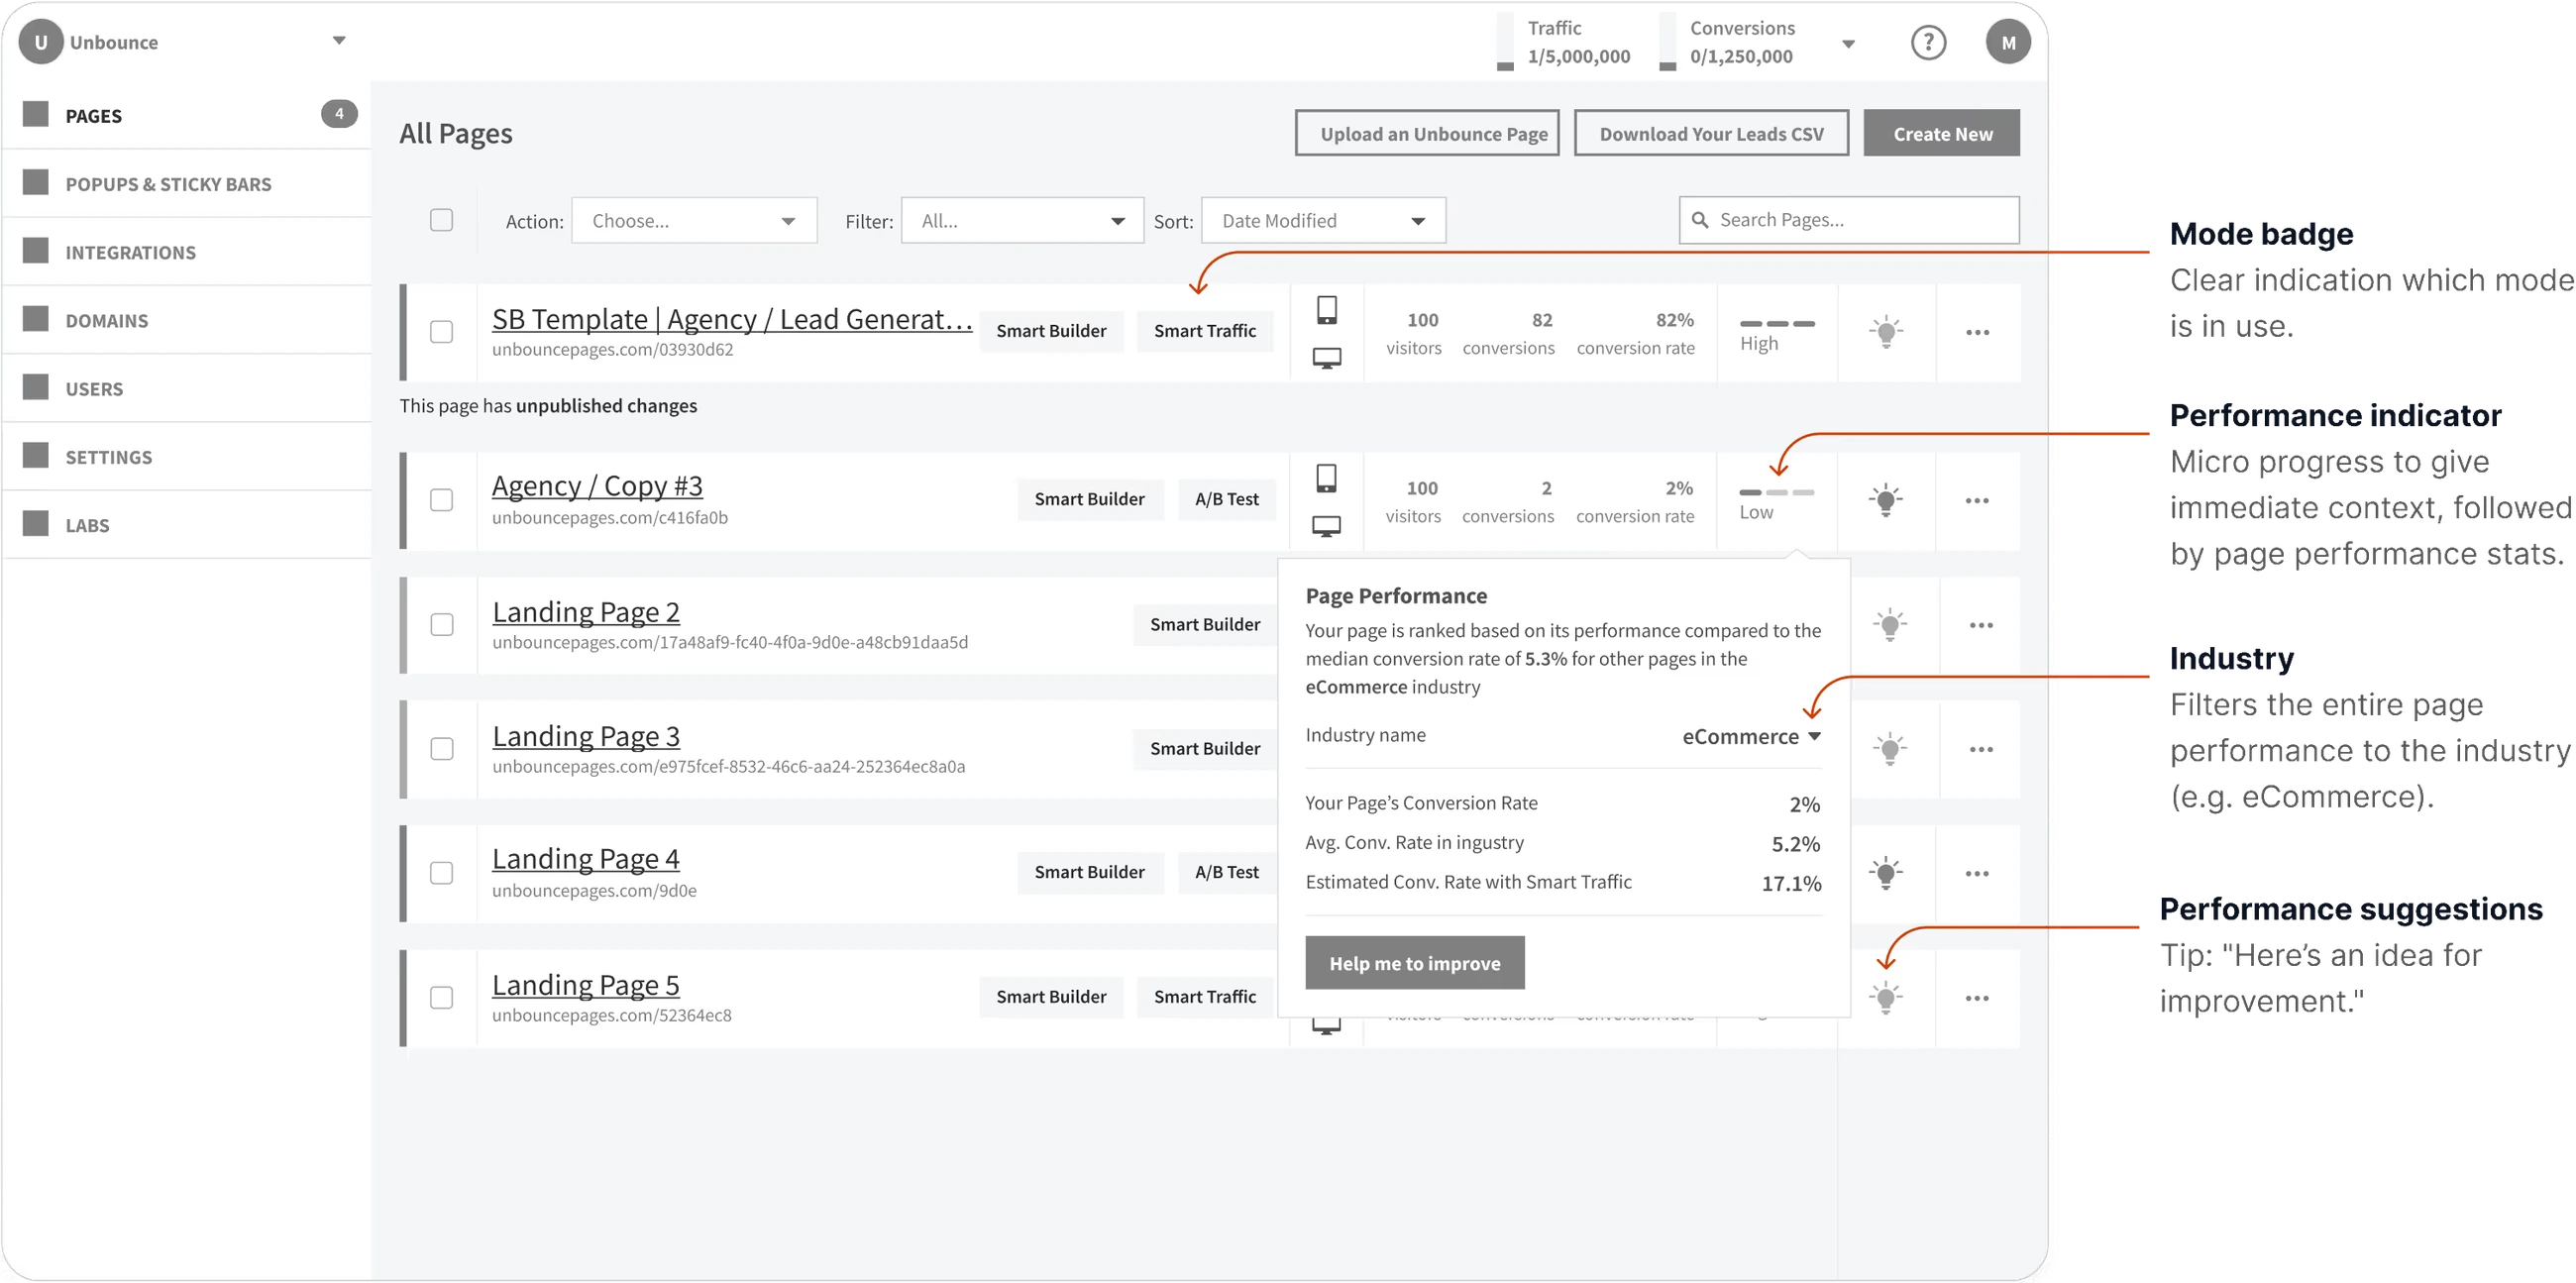 U Unbounce
Traffic
1/5,000,000
Conversions
0/1,250,000
?
M
PAGES 4
POPUPS & STICKY BARS
INTEGRATIONS
DOMAINS
USERS
SETTINGS
LABS
All Pages
Upload an Unbounce Page
Download Your Leads CSV
Create New
Action: Choose... Filter: All... Sort: Date Modified
Search Pages...
SB Template | Agency / Lead Generat...
unbouncepages.com/03930d62
Smart Builder
Smart Traffic
100 82 82%
visitors conversions conversion rate
High
This page has unpublished changes
Agency / Copy #3
unbouncepages.com/c416fa0b
Smart Builder
A/B Test
100 2 2%
visitors conversions conversion rate
Low
Landing Page 2
unbouncepages.com/17a48af9-fc40-4f0a-9d0e-a48cb91daa5d
Smart Builder
Landing Page 3
unbouncepages.com/e975fcef-8532-46c6-aa24-252364ec8a0a
Smart Builder
Landing Page 4
unbouncepages.com/9d0e
Smart Builder
A/B Test
Landing Page 5
unbouncepages.com/52364ec8
Smart Builder
Smart Traffic
Page Performance
Your page is ranked based on its performance compared to the
median conversion rate of 5.3% for other pages in the
eCommerce industry
Industry name eCommerce
Your Page's Conversion Rate 2%
Avg. Conv. Rate in ingustry 5.2%
Estimated Conv. Rate with Smart Traffic 17.1%
Help me to improve
Mode badge
Clear indication which mode
is in use.
Performance indicator
Micro progress to give
immediate context, followed
by page performance stats.
Industry
Filters the entire page
performance to the industry
(e.g. eCommerce).
Performance suggestions
Tip: "Here's an idea for
improvement."